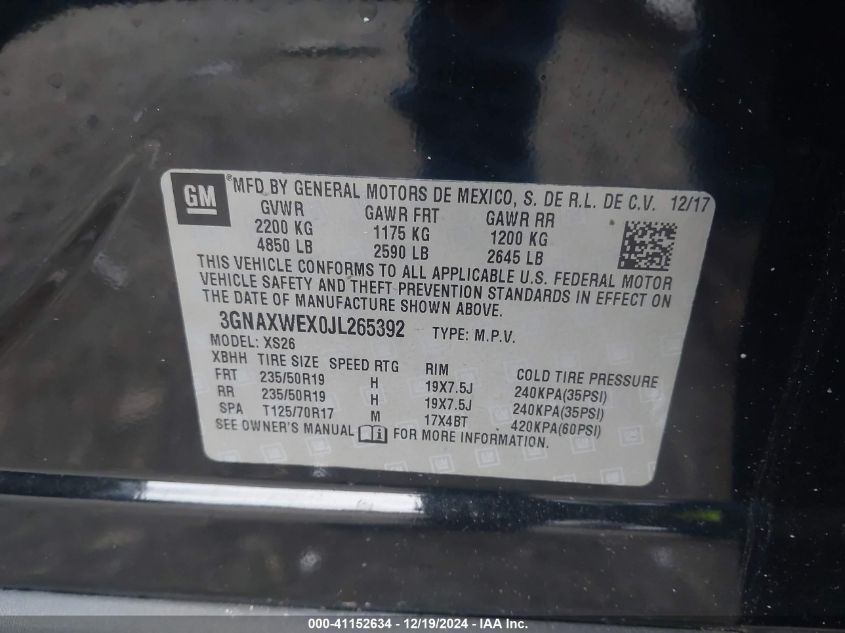 GM ® MFD BY GENERAL MOTORS DE MEXICO, S. DE R.L. DE C.V. 12/17
GVWR GAWR FRT GAWR RR
2200 KG 1175 KG 1200 KG
4850 LB 2590 LB 2645 LB
THIS VEHICLE CONFORMS TO ALL APPLICABLE U.S. FEDERAL MOTOR
VEHICLE SAFETY AND THEFT PREVENTION STANDARDS IN EFFECT ON
THE DATE OF MANUFACTURE SHOWN ABOVE.
3GNAXWEX0JL265392 TYPE: M.P.V.
MODEL: XS26
XBHH TIRE SIZE SPEED RTG RIM COLD TIRE PRESSURE
FRT 235/50R19 H 19X7.5J 240KPA(35PSI)
RR 235/50R19 H 19X7.5J 240KPA(35PSI)
SPA T125/70R17 M 17X4BT 420KPA(60PSI)
SEE OWNER'S MANUAL FOR MORE INFORMATION.
000-41152634 - 12/19/2024 - IAA Inc.